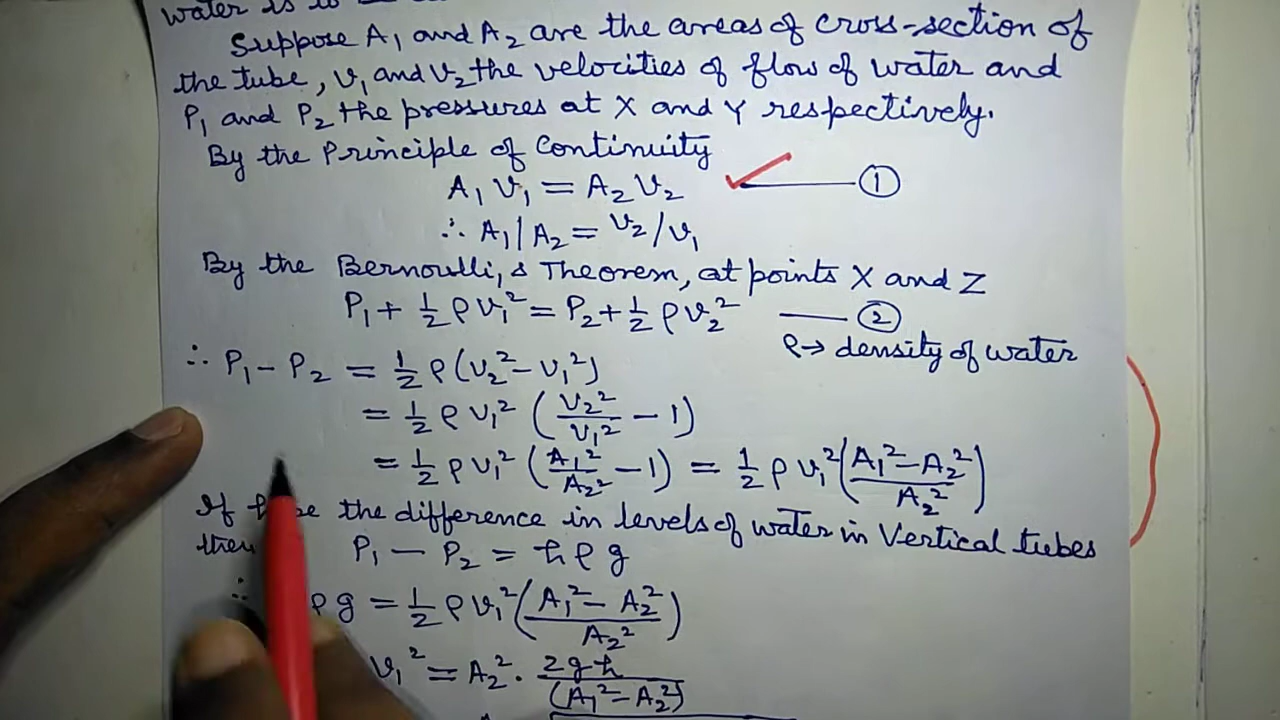 water is
Suppose A₁ and A₂ are the areas of cross-section of
the tube, v₁ and v₂ the velocities of flow of water and
P₁ and P₂ the pressures at X and Y respectively.
By the Principle of Continuity
A₁ v₁ = A₂ v₂ ——— ①
∴ A₁/A₂ = v₂/v₁
By the Bernoulli,s Theorem, at points X and Z
P₁ + ½ ρ v₁² = P₂ + ½ ρ v₂² —— ②
ρ → density of water
∴ P₁ - P₂ = ½ ρ (v₂² - v₁²)
= ½ ρ v₁² (v₂²/v₁² - 1)
= ½ ρ v₁² (A₁²/A₂² - 1) = ½ ρ v₁² ((A₁² - A₂²)/A₂²)
If the difference in levels of water in Vertical tubes
then P₁ - P₂ = h ρ g
∴ ρ g = ½ ρ v₁² ((A₁² - A₂²)/A₂²)
v₁² = A₂² . 2gh/(A₁² - A₂²)